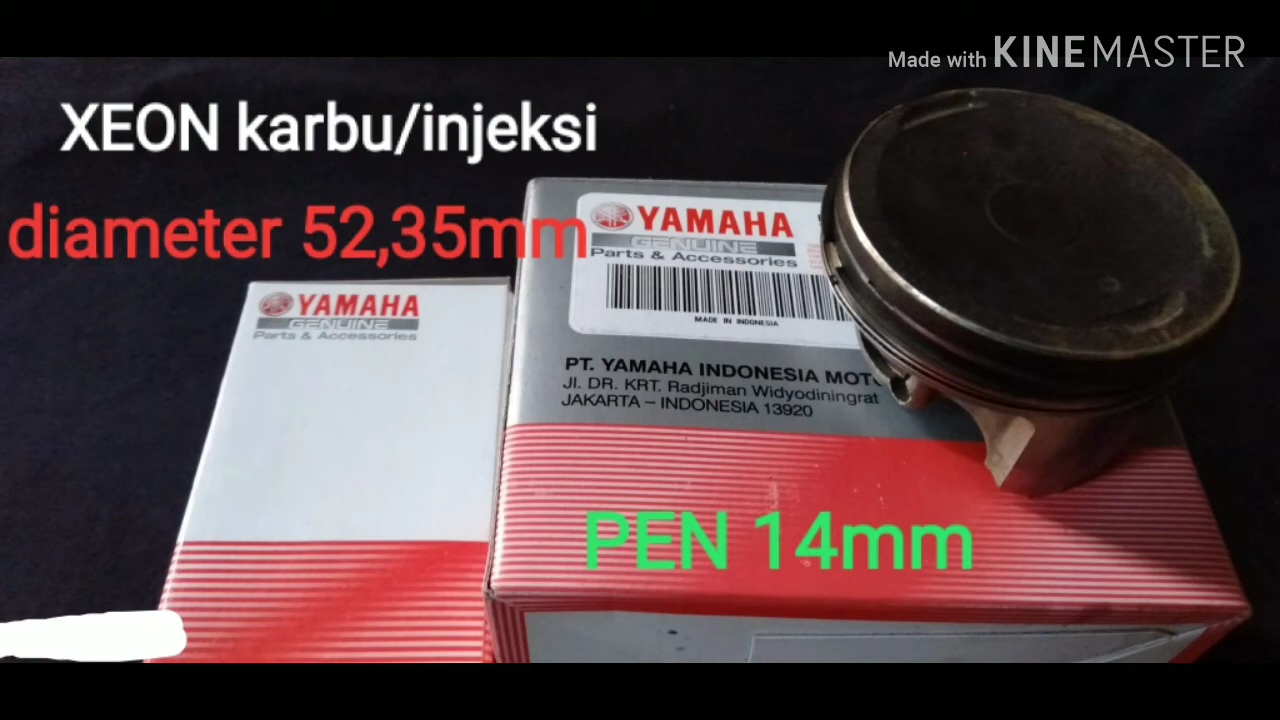 Made with KINEMASTER
XEON karbu/injeksi
diameter 52,35mm
YAMAHA
GENUINE
Parts & Accessories
MADE IN INDONESIA
PT. YAMAHA INDONESIA
Jl. DR. KRT. Radjiman Widyodiningrat
JAKARTA – INDONESIA 13920
YAMAHA
GENUINE
Parts & Accessories
PEN 14mm